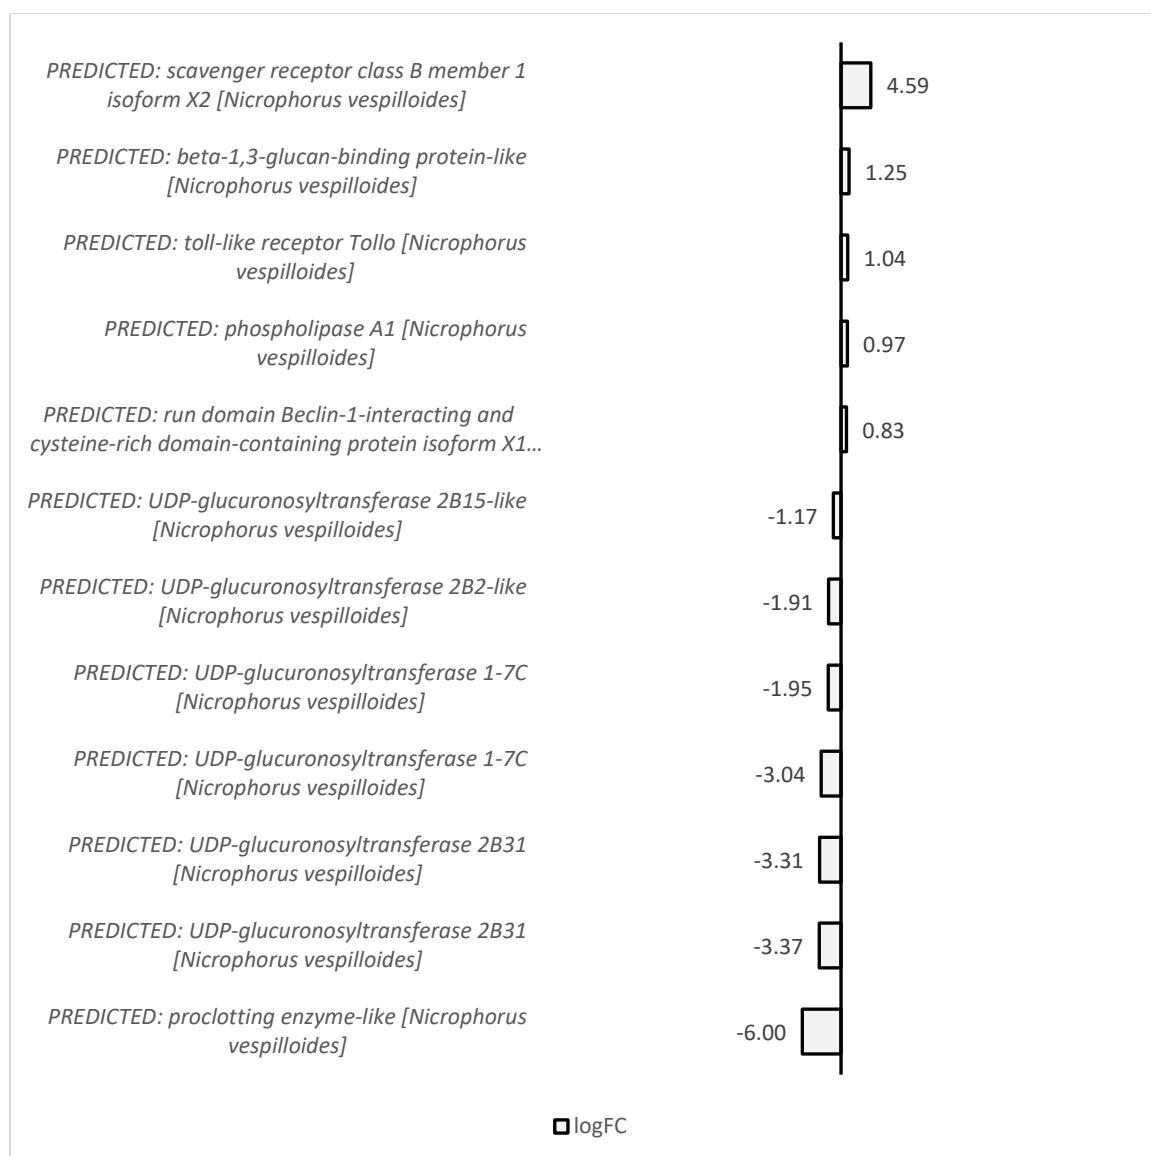 PREDICTED: scavenger receptor class B member 1
isoform X2 [Nicrophorus vespilloides]
4.59
PREDICTED: beta-1,3-glucan-binding protein-like
[Nicrophorus vespilloides]
1.25
PREDICTED: toll-like receptor Tollo [Nicrophorus
vespilloides]
1.04
PREDICTED: phospholipase A1 [Nicrophorus
vespilloides]
0.97
PREDICTED: run domain Beclin-1-interacting and
cysteine-rich domain-containing protein isoform X1...
0.83
PREDICTED: UDP-glucuronosyltransferase 2B15-like
[Nicrophorus vespilloides]
-1.17
PREDICTED: UDP-glucuronosyltransferase 2B2-like
[Nicrophorus vespilloides]
-1.91
PREDICTED: UDP-glucuronosyltransferase 1-7C
[Nicrophorus vespilloides]
-1.95
PREDICTED: UDP-glucuronosyltransferase 1-7C
[Nicrophorus vespilloides]
-3.04
PREDICTED: UDP-glucuronosyltransferase 2B31
[Nicrophorus vespilloides]
-3.31
PREDICTED: UDP-glucuronosyltransferase 2B31
[Nicrophorus vespilloides]
-3.37
PREDICTED: proclotting enzyme-like [Nicrophorus
vespilloides]
-6.00
logFC